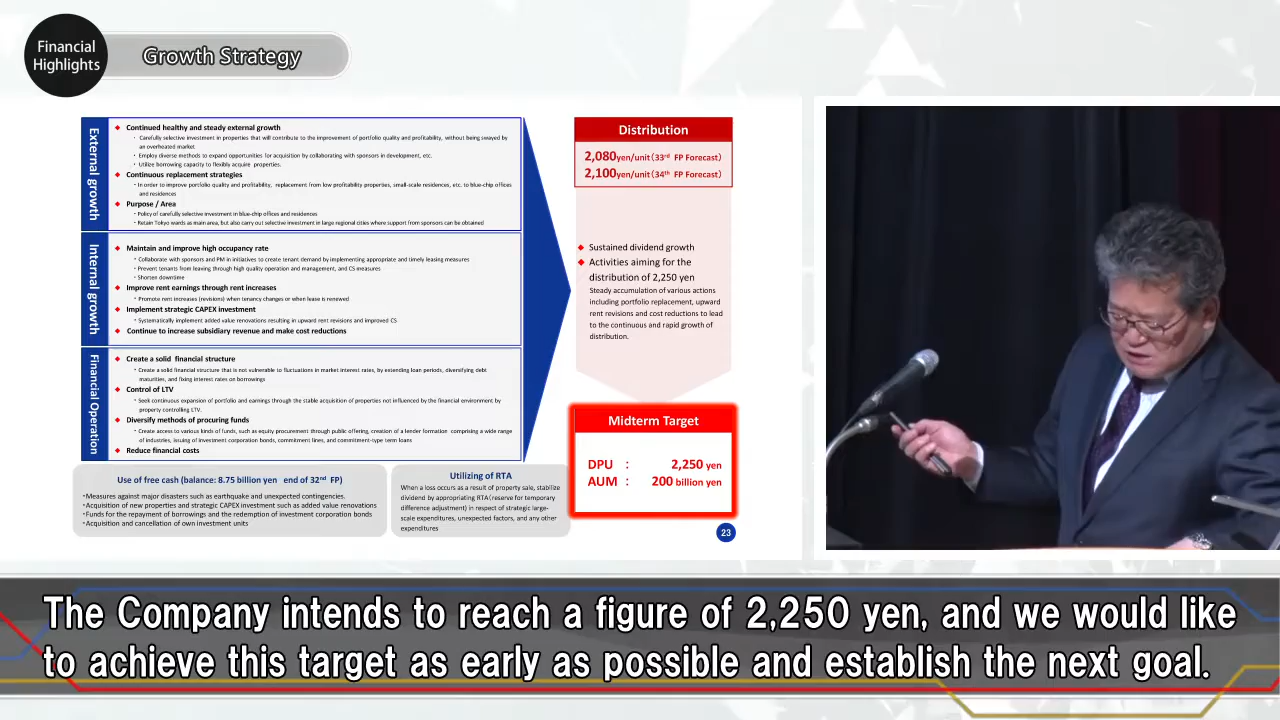 Financial
Highlights
Growth Strategy
External growth
◆ Continued healthy and steady external growth
・Carefully selective investment in properties that will contribute to the improvement of portfolio quality and profitability, without being swayed by
an overheated market
・Employ diverse methods to expand opportunities for acquisition by collaborating with sponsors in development, etc.
・Utilize borrowing capacity to flexibly acquire properties.
◆ Continuous replacement strategies
・In order to improve portfolio quality and profitability, replacement from low profitability properties, small-scale residences, etc. to blue-chip offices
and residences
◆ Purpose / Area
・Policy of carefully selective investment in blue-chip offices and residences
・Retain Tokyo wards as main area, but also carry out selective investment in large regional cities where support from sponsors can be obtained
Internal growth
◆ Maintain and improve high occupancy rate
・Collaborate with sponsors and PM in initiatives to create tenant demand by implementing appropriate and timely leasing measures
・Prevent tenants from leaving through high quality operation and management, and CS measures
・Shorten downtime
◆ Improve rent earnings through rent increases
・Promote rent increases (revisions) when tenancy changes or when lease is renewed
◆ Implement strategic CAPEX investment
・Systematically implement added value renovations resulting in upward rent revisions and improved CS
◆ Continue to increase subsidiary revenue and make cost reductions
Financial Operation
◆ Create a solid financial structure
・Create a solid financial structure that is not vulnerable to fluctuations in market interest rates, by extending loan periods, diversifying debt
maturities, and fixing interest rates on borrowings
◆ Control of LTV
・Seek continuous expansion of portfolio and earnings through the stable acquisition of properties not influenced by the financial environment by
property controlling LTV.
◆ Diversify methods of procuring funds
・Create access to various kinds of funds, such as equity procurement through public offering, creation of a lender formation comprising a wide range
of industries, issuing of investment corporation bonds, commitment lines, and commitment-type term loans
◆ Reduce financial costs
Use of free cash (balance: 8.75 billion yen end of 32nd FP)
・Measures against major disasters such as earthquake and unexpected contingencies.
・Acquisition of new properties and strategic CAPEX investment such as added value renovations
・Funds for the repayment of borrowings and the redemption of investment corporation bonds
・Acquisition and cancellation of own investment units
Utilizing of RTA
When a loss occurs as a result of property sale, stabilize
dividend by appropriating RTA(reserve for temporary
difference adjustment) in respect of strategic large-
scale expenditures, unexpected factors, and any other
expenditures
Distribution
2,080yen/unit(33rd FP Forecast)
2,100yen/unit(34th FP Forecast)
◆ Sustained dividend growth
◆ Activities aiming for the
distribution of 2,250 yen
Steady accumulation of various actions
including portfolio replacement, upward
rent revisions and cost reductions to lead
to the continuous and rapid growth of
distribution.
Midterm Target
DPU : 2,250 yen
AUM : 200 billion yen
23
The Company intends to reach a figure of 2,250 yen, and we would like
to achieve this target as early as possible and establish the next goal.